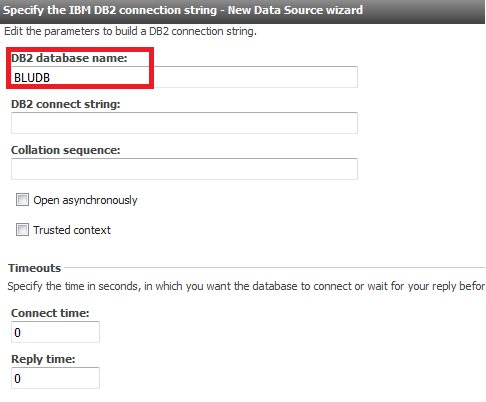 Specify the IBM DB2 connection string - New Data Source wizard
Edit the parameters to build a DB2 connection string.
DB2 database name:
BLUDB
DB2 connect string:
Collation sequence:
Open asynchronously
Trusted context
Timeouts
Specify the time in seconds, in which you want the database to connect or wait for your reply befor
Connect time:
0
Reply time:
0